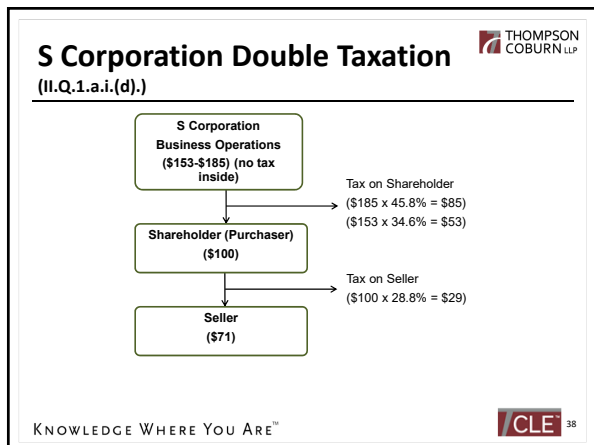 S Corporation Double Taxation
(II.Q.1.a.i.(d).)
THOMPSON
COBURN LLP
S Corporation
Business Operations
($153-$185) (no tax
inside)
Tax on Shareholder
($185 x 45.8% = $85)
($153 x 34.6% = $53)
Shareholder (Purchaser)
($100)
Tax on Seller
($100 x 28.8% = $29)
Seller
($71)
KNOWLEDGE WHERE YOU ARE™
CLE™ 38